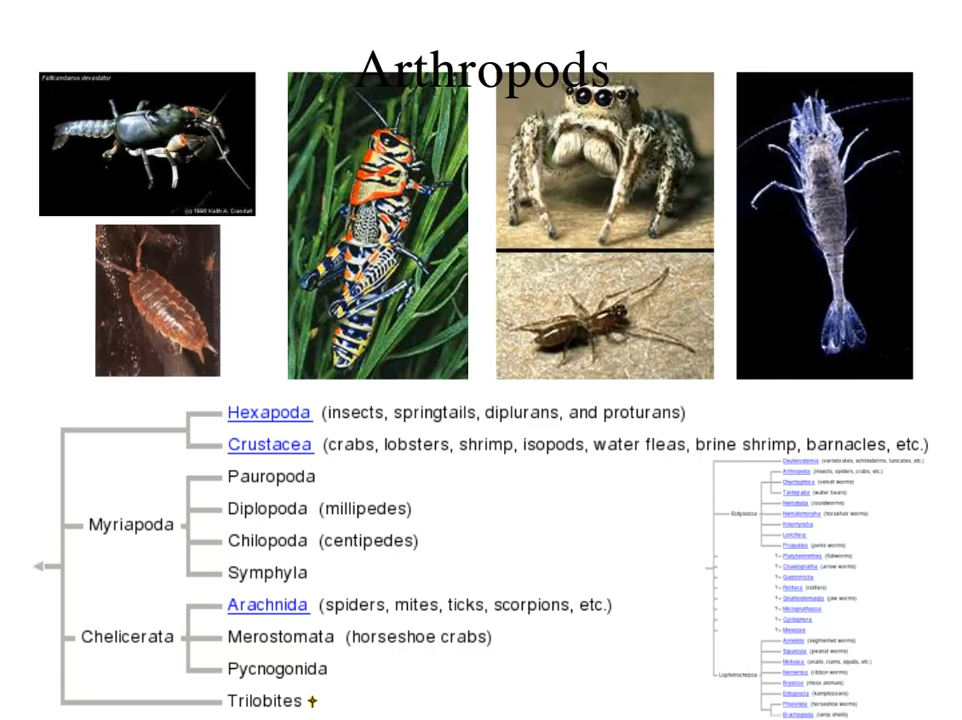 Arthropods
Fallicambarus devastator
(c) 1990 Keith A. Crandall
Hexapoda (insects, springtails, diplurans, and proturans)
Crustacea (crabs, lobsters, shrimp, isopods, water fleas, brine shrimp, barnacles, etc.)
Pauropoda
Diplopoda (millipedes)
Myriapoda
Chilopoda (centipedes)
Symphyla
Arachnida (spiders, mites, ticks, scorpions, etc.)
Chelicerata
Merostomata (horseshoe crabs)
Pycnogonida
Trilobites
Deuterostomia (vertebrates, echinoderms, tunicates, etc.)
Arthropoda (insects, spiders, crabs, etc.)
Onychophora (velvet worms)
Tardigrada (water bears)
Nematoda (roundworms)
Ecdysozoa
Nematomorpha (horsehair worms)
Kinorhyncha
Loricifera
Priapulida (penis worms)
?- Platyhelminthes (flatworms)
?- Chaetognatha (arrow worms)
?- Gastrotricha
?- Rotifera (rotifers)
?- Gnathostomulida (jaw worms)
?- Micrognathozoa
?- Cycliophora
?- Mesozoa
Annelida (segmented worms)
Sipuncula (peanut worms)
Mollusca (snails, clams, squids, etc.)
Lophotrochozoa
Nemertea (ribbon worms)
Bryozoa (moss animals)
Entoprocta (kamptozoans)
Phoronida (horseshoe worms)
Brachiopoda (lamp shells)